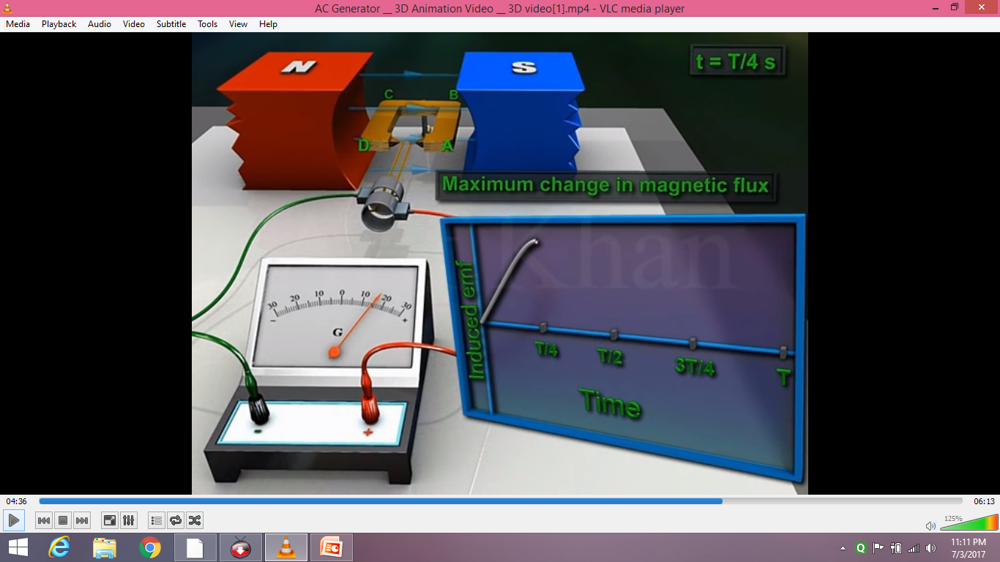 AC Generator __ 3D Animation Video __ 3D video[1].mp4 - VLC media player
Media Playback Audio Video Subtitle Tools View Help
N
S
t = T/4 s
C B
D A
Maximum change in magnetic flux
Khan
30 20 10 0 10 20 30
- +
G
- +
Induced emf
T/4 T/2 3T/4 T
Time
04:36 06:13
125%
11:11 PM
7/3/2017